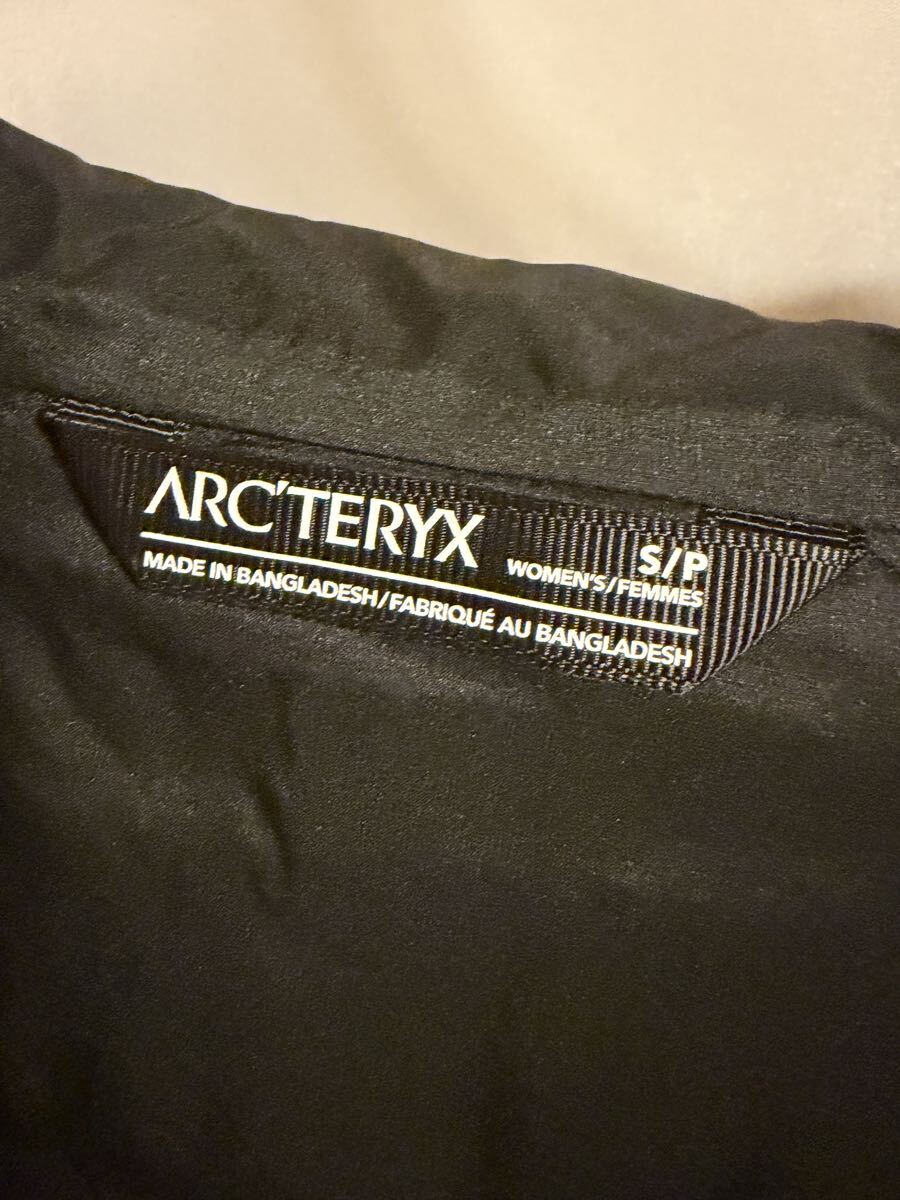 ARC'TERYX
S/P
WOMEN'S/FEMMES
MADE IN BANGLADESH/FABRIQUÉ AU BANGLADESH